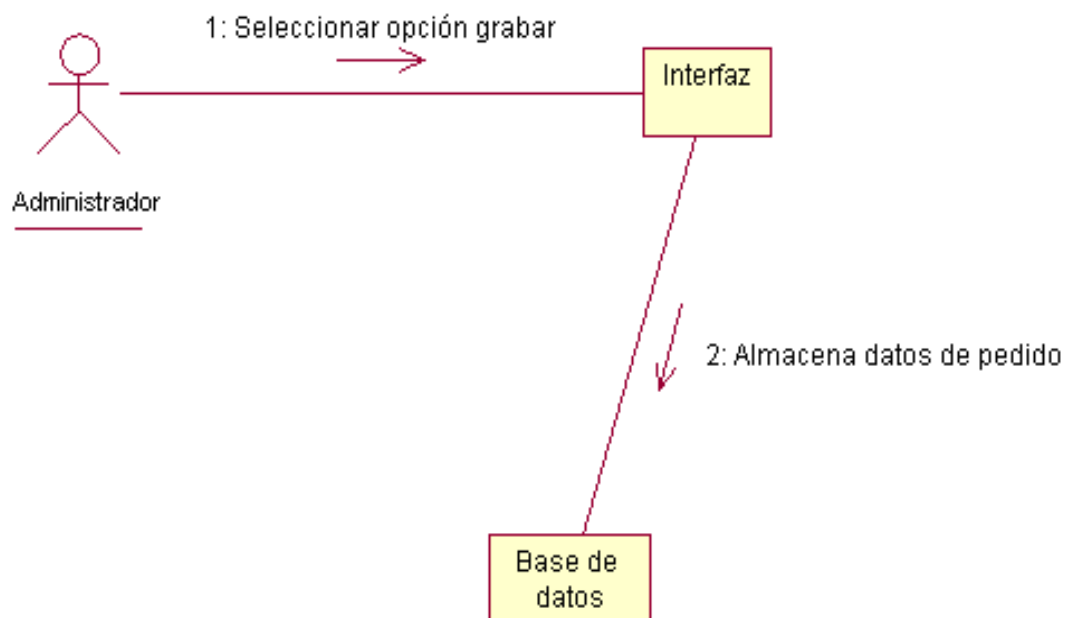 1: Seleccionar opción grabar
Interfaz
Administrador
2: Almacena datos de pedido
Base de
datos